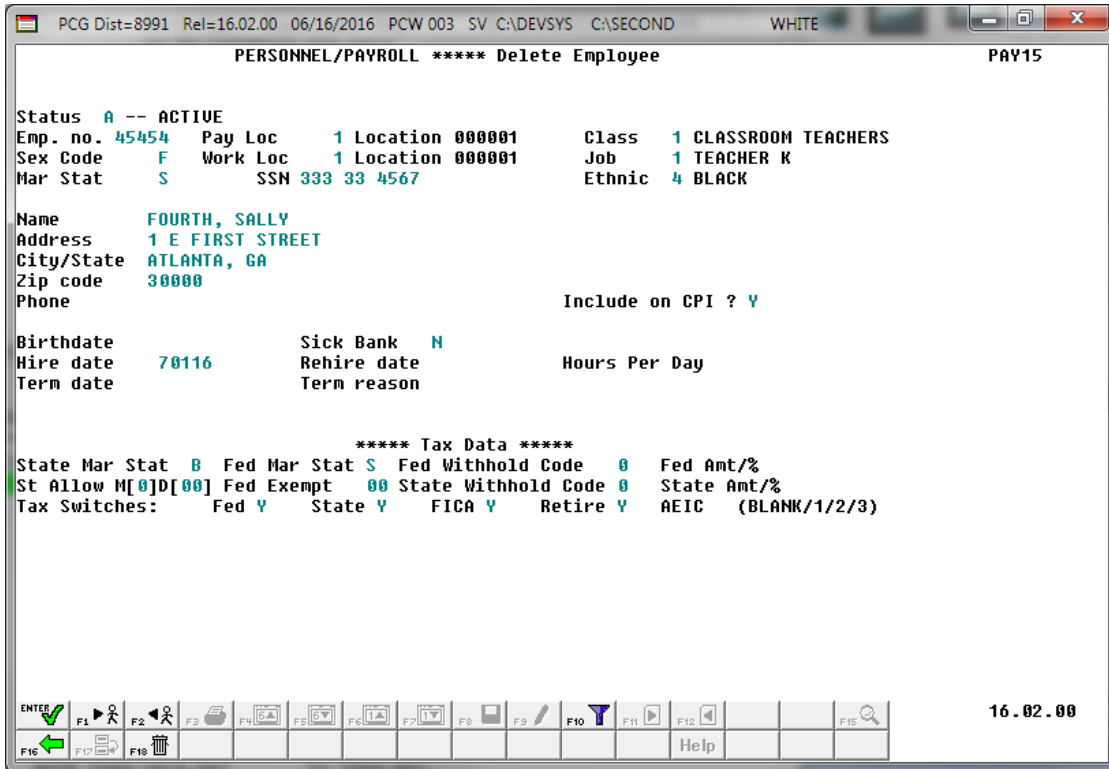 PCG Dist=8991 Rel=16.02.00 06/16/2016 PCW 003 SV C:\DEVSYS C:\SECOND WHITE
PERSONNEL/PAYROLL ***** Delete Employee PAY15
Status A -- ACTIVE
Emp. no. 45454 Pay Loc 1 Location 000001 Class 1 CLASSROOM TEACHERS
Sex Code F Work Loc 1 Location 000001 Job 1 TEACHER K
Mar Stat S SSN 333 33 4567 Ethnic 4 BLACK
Name FOURTH, SALLY
Address 1 E FIRST STREET
City/State ATLANTA, GA
Zip code 30000
Phone Include on CPI ? Y
Birthdate Sick Bank N
Hire date 70116 Rehire date Hours Per Day
Term date Term reason
***** Tax Data *****
State Mar Stat B Fed Mar Stat S Fed Withhold Code 0 Fed Amt/%
St Allow M[0]D[00] Fed Exempt 00 State Withhold Code 0 State Amt/%
Tax Switches: Fed Y State Y FICA Y Retire Y AEIC (BLANK/1/2/3)
ENTER F1 F2 F3 F4 6 F5 6 F6 1 F7 1 F8 F9 F10 F11 F12 F15 16.02.00
F16 F17 F18 Help